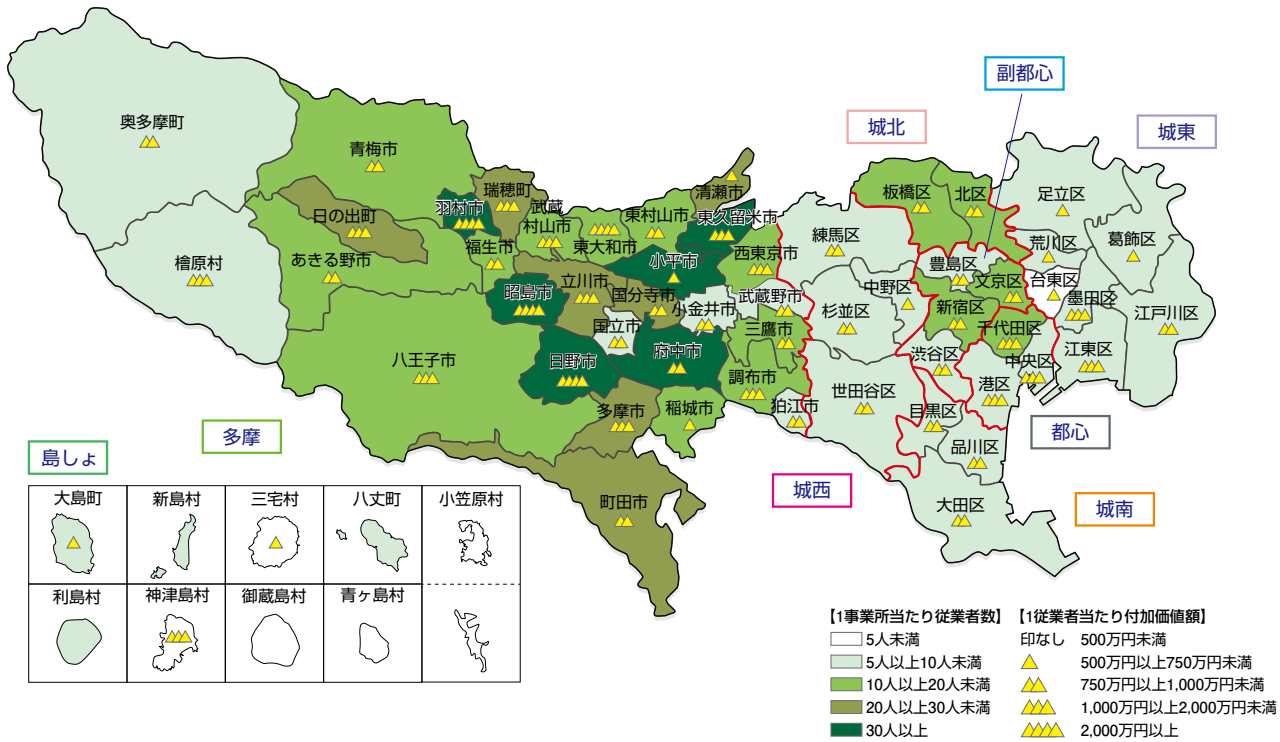 副都心
城北
城東
奥多摩町
青梅市
瑞穂町
清瀬市
板橋区
北区
足立区
羽村市
武蔵
村山市
東村山市
東久留米市
日の出町
練馬区
荒川区
葛飾区
福生市
東大和市
西東京市
檜原村
あきる野市
小平市
豊島区
文京区
台東区
中野区
昭島市
立川市
国分寺市
小金井市
武蔵野市
墨田区
江戸川区
杉並区
新宿区
国立市
三鷹市
千代田区
八王子市
日野市
府中市
渋谷区
中央区
江東区
調布市
世田谷区
港区
多摩市
稲城市
狛江市
目黒区
多摩
都心
品川区
島しょ
城西
町田市
大田区
城南
大島町
新島村
三宅村
八丈町
小笠原村
利島村
神津島村
御蔵島村
青ヶ島村
【1事業所当たり従業者数】
5人未満
5人以上10人未満
10人以上20人未満
20人以上30人未満
30人以上
【1従業者当たり付加価値額】
印なし 500万円未満
500万円以上750万円未満
750万円以上1,000万円未満
1,000万円以上2,000万円未満
2,000万円以上